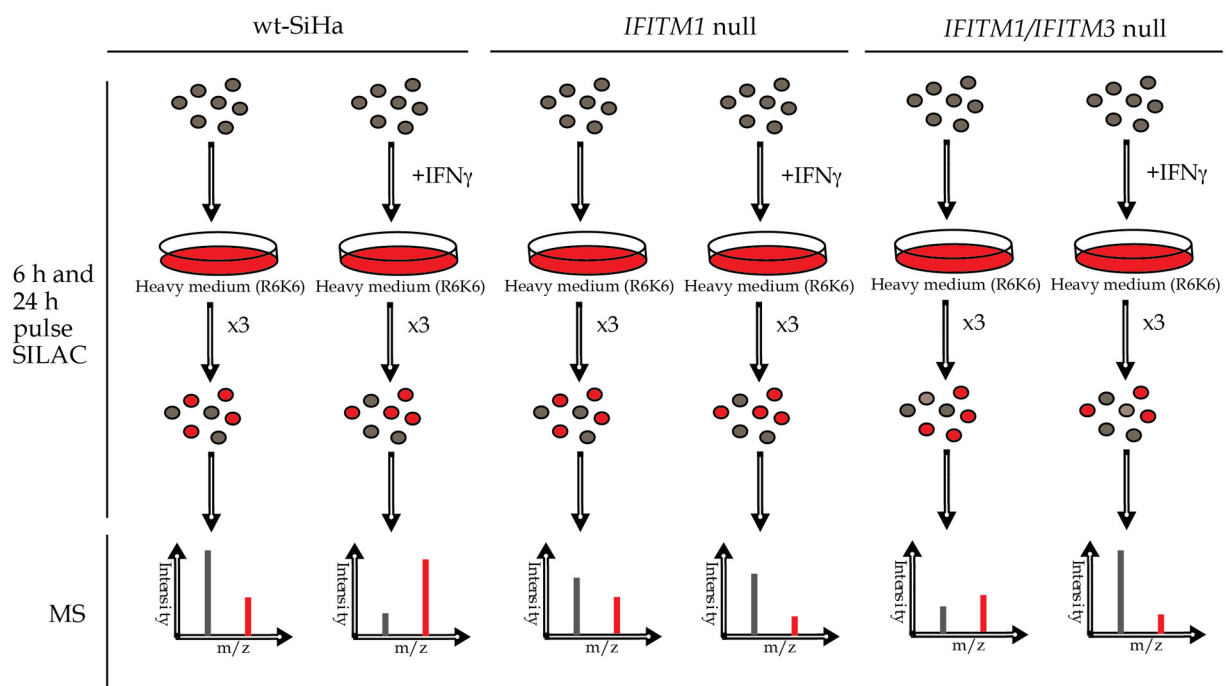 wt-SiHa
IFITM1 null
IFITM1/IFITM3 null
+IFNγ
+IFNγ
+IFNγ
6 h and
24 h
pulse
SILAC
Heavy medium (R6K6)
Heavy medium (R6K6)
Heavy medium (R6K6)
Heavy medium (R6K6)
Heavy medium (R6K6)
Heavy medium (R6K6)
x3
x3
x3
x3
x3
x3
MS
Intensity
m/z
Intensity
m/z
Intensity
m/z
Intensity
m/z
Intensity
m/z
Intensity
m/z